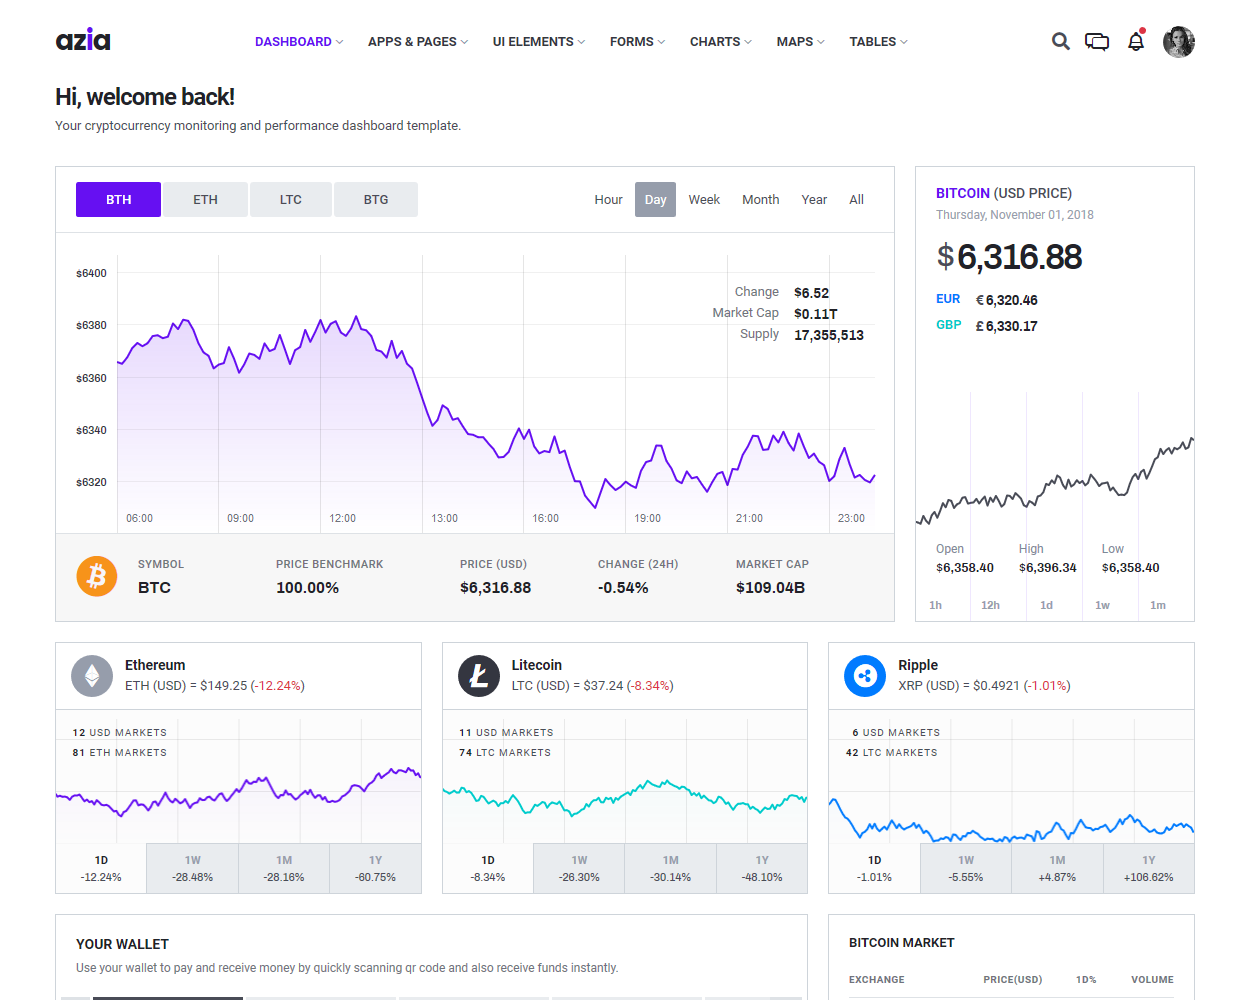 azia
DASHBOARD APPS & PAGES UI ELEMENTS FORMS CHARTS MAPS TABLES
Hi, welcome back!
Your cryptocurrency monitoring and performance dashboard template.
BTH ETH LTC BTG
Hour Day Week Month Year All
$6400
$6380
$6360
$6340
$6320
Change $6.52
Market Cap $0.11T
Supply 17,355,513
06:00 09:00 12:00 13:00 16:00 19:00 21:00 23:00
SYMBOL PRICE BENCHMARK PRICE (USD) CHANGE (24H) MARKET CAP
BTC 100.00% $6,316.88 -0.54% $109.04B
BITCOIN (USD PRICE)
Thursday, November 01, 2018
$6,316.88
EUR € 6,320.46
GBP £ 6,330.17
Open High Low
$6,358.40 $6,396.34 $6,358.40
1h 12h 1d 1w 1m
Ethereum
ETH (USD) = $149.25 (-12.24%)
12 USD MARKETS
81 ETH MARKETS
1D 1W 1M 1Y
-12.24% -28.48% -28.16% -60.75%
Litecoin
LTC (USD) = $37.24 (-8.34%)
11 USD MARKETS
74 LTC MARKETS
1D 1W 1M 1Y
-8.34% -26.30% -30.14% -48.10%
Ripple
XRP (USD) = $0.4921 (-1.01%)
6 USD MARKETS
42 LTC MARKETS
1D 1W 1M 1Y
-1.01% -5.55% +4.87% +106.62%
YOUR WALLET
Use your wallet to pay and receive money by quickly scanning qr code and also receive funds instantly.
BITCOIN MARKET
EXCHANGE PRICE(USD) 1D% VOLUME